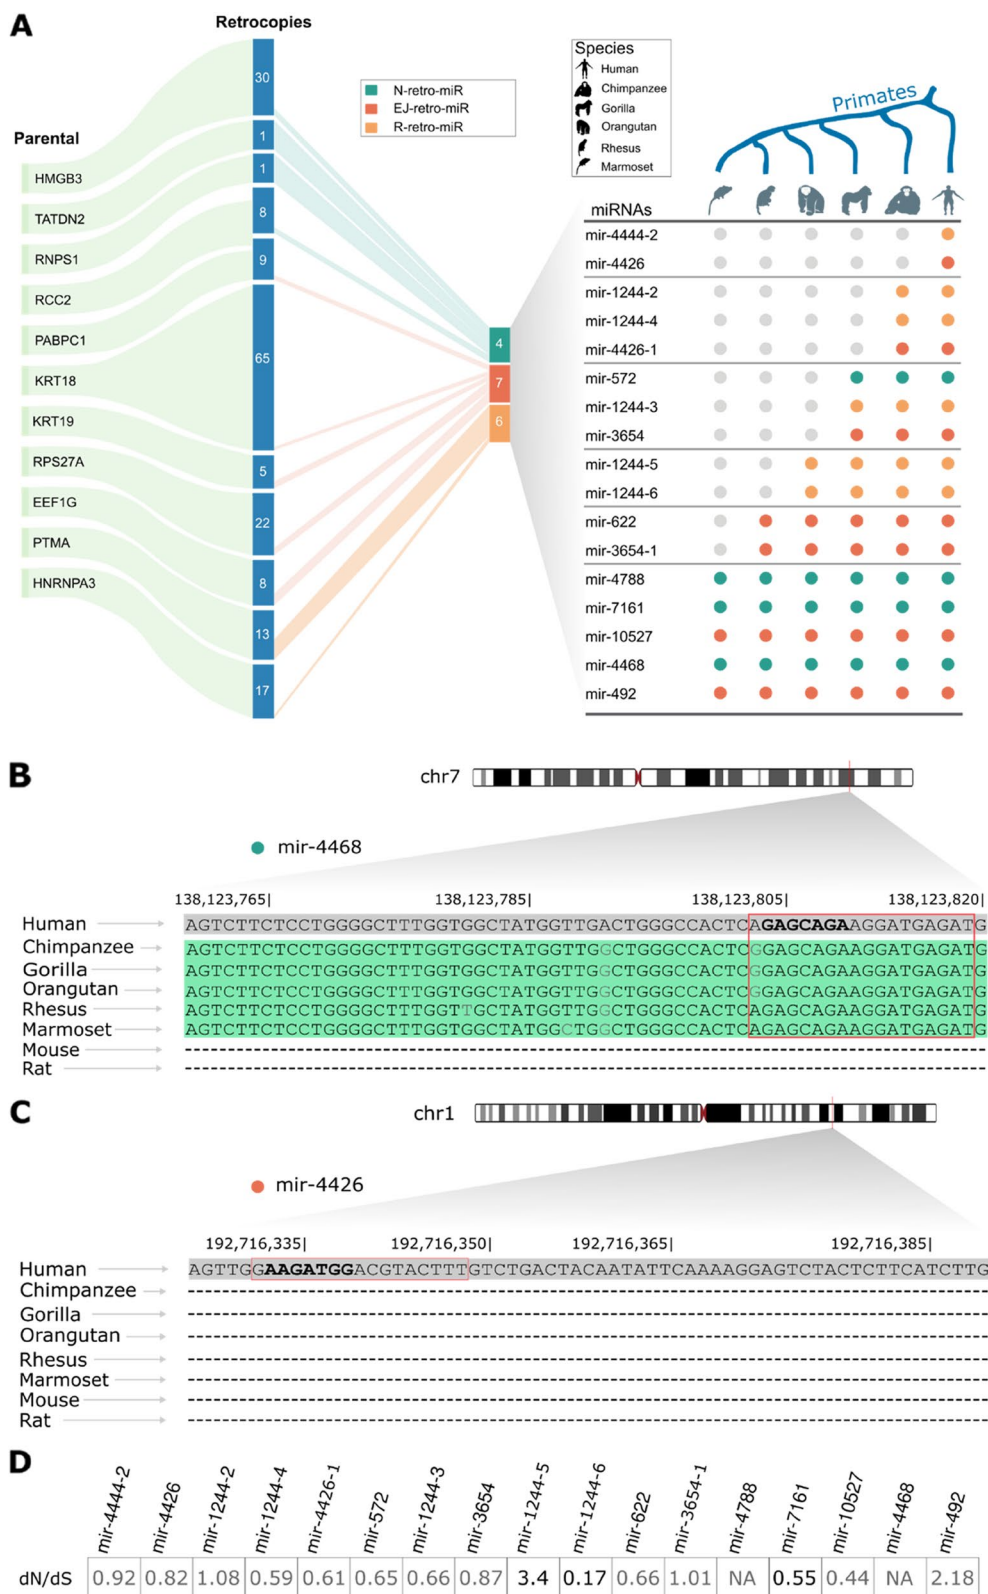 A
Retrocopies
Parental
HMGB3
TATDN2
RNPS1
RCC2
PABPC1
KRT18
KRT19
RPS27A
EEF1G
PTMA
HNRNPA3
30
1
1
8
9
65
5
22
8
13
17
N-retro-miR
EJ-retro-miR
R-retro-miR
4
7
6
Species
Human
Chimpanzee
Gorilla
Orangutan
Rhesus
Marmoset
Primates
miRNAs
mir-4444-2
mir-4426
mir-1244-2
mir-1244-4
mir-4426-1
mir-572
mir-1244-3
mir-3654
mir-1244-5
mir-1244-6
mir-622
mir-3654-1
mir-4788
mir-7161
mir-10527
mir-4468
mir-492
B
chr7
mir-4468
138,123,765| 138,123,785| 138,123,805| 138,123,820|
Human AGTCTTCTCCTGGGGCTTTGGTGGCTATGGTTGACTGGGCCACTCAGAGCAGAAGGATGAGATG
Chimpanzee AGTCTTCTCCTGGGGCTTTGGTGGCTATGGTTGGCTGGGCCACTCGGAGCAGAAGGATGAGATG
Gorilla AGTCTTCTCCTGGGGCTTTGGTGGCTATGGTTGGCTGGGCCACTCGGAGCAGAAGGATGAGATG
Orangutan AGTCTTCTCCTGGGGCTTTGGTGGCTATGGTTGGCTGGGCCACTCGGAGCAGAAGGATGAGATG
Rhesus AGTCTTCTCCTGGGGCTTTGGTTGCTATGGTTGGCTGGGCCACTCAGAGCAGAAGGATGAGATG
Marmoset AGTCTTCTCCTGGGGCTTTGGTGGCTATGGCTGGCTGGGCCACTCAGAGCAGAAGGATGAGATG
Mouse
Rat
C
chr1
mir-4426
192,716,335| 192,716,350| 192,716,365| 192,716,385|
Human AGTTGGAAGATGGACGTACTTTGTCTGACTACAATATTCAAAAGGAGTCTACTCTTCATCTTG
Chimpanzee
Gorilla
Orangutan
Rhesus
Marmoset
Mouse
Rat
D
mir-4444-2 mir-4426 mir-1244-2 mir-1244-4 mir-4426-1 mir-572 mir-1244-3 mir-3654 mir-1244-5 mir-1244-6 mir-622 mir-3654-1 mir-4788 mir-7161 mir-10527 mir-4468 mir-492
dN/dS 0.92 0.82 1.08 0.59 0.61 0.65 0.66 0.87 3.4 0.17 0.66 1.01 NA 0.55 0.44 NA 2.18